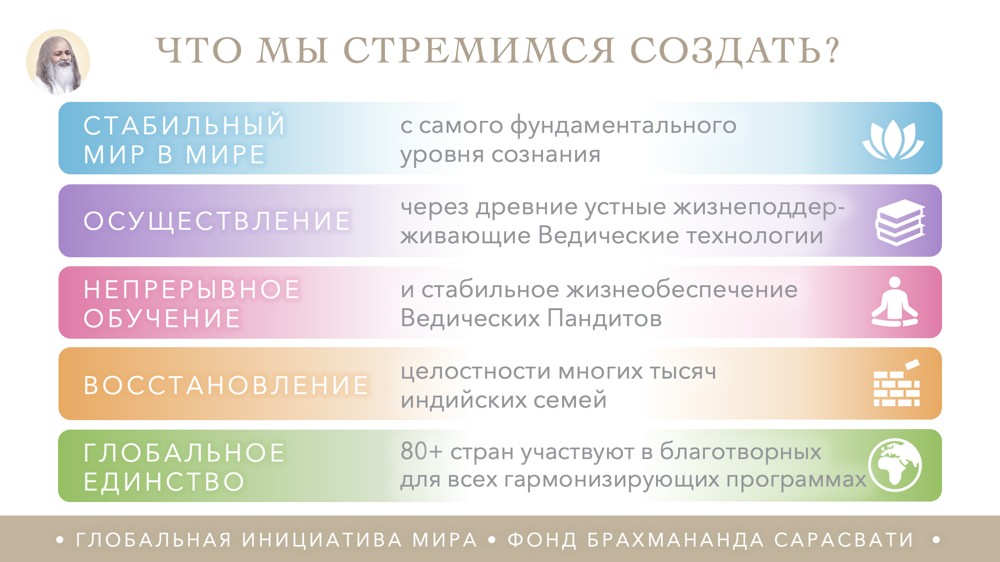 ЧТО МЫ СТРЕМИМСЯ СОЗДАТЬ?
СТАБИЛЬНЫЙ
МИР В МИРЕ
с самого фундаментального
уровня сознания
ОСУЩЕСТВЛЕНИЕ
через древние устные жизнеподдер-
живающие Ведические технологии
НЕПРЕРЫВНОЕ
ОБУЧЕНИЕ
и стабильное жизнеобеспечение
Ведических Пандитов
ВОССТАНОВЛЕНИЕ
целостности многих тысяч
индийских семей
ГЛОБАЛЬНОЕ
ЕДИНСТВО
80+ стран участвуют в благотворных
для всех гармонизирующих программах
• ГЛОБАЛЬНАЯ ИНИЦИАТИВА МИРА • ФОНД БРАХМАНАНДА САРАСВАТИ •